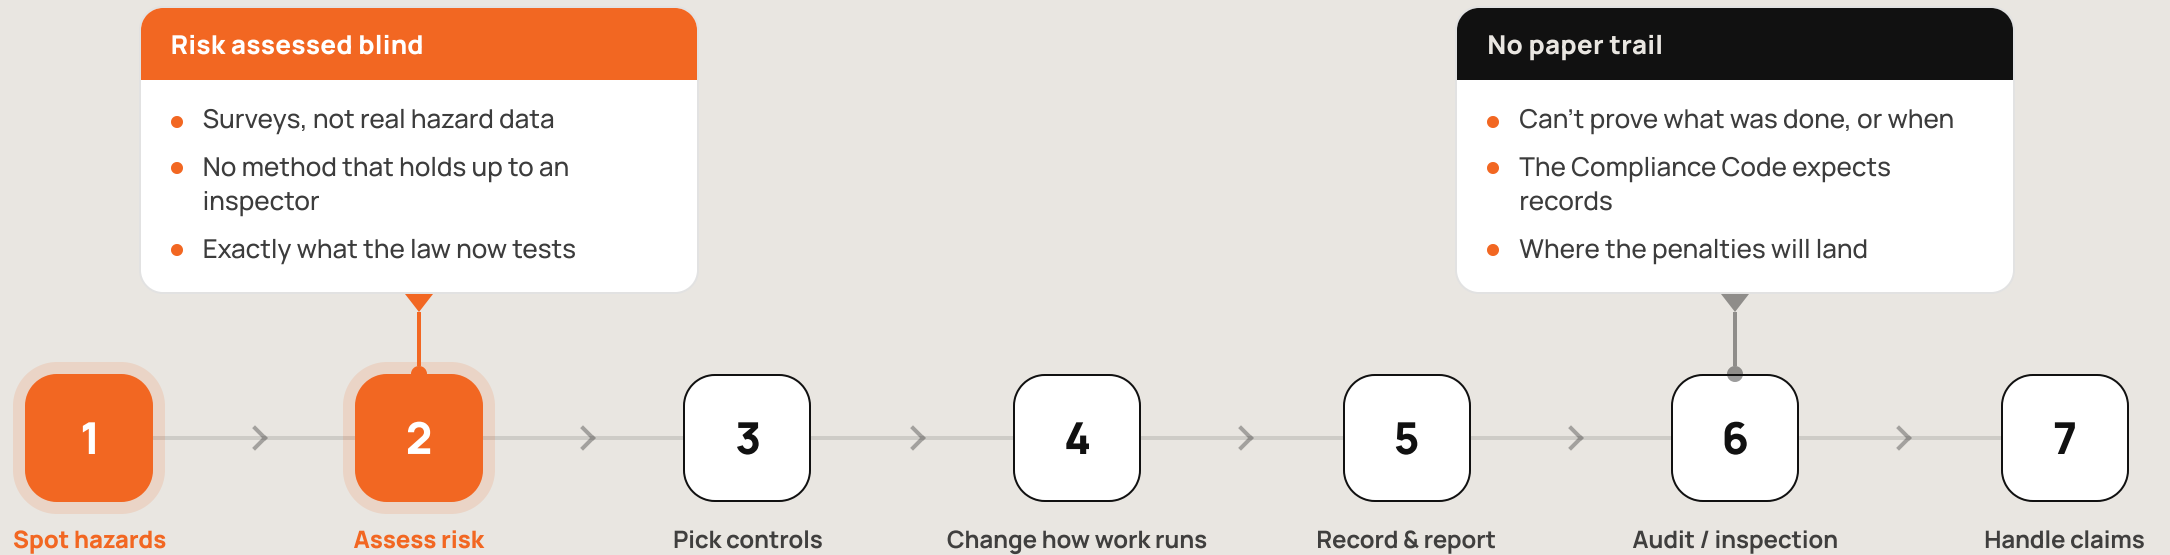 Risk assessed blind
Surveys, not real hazard data
No method that holds up to an
inspector
Exactly what the law now tests
No paper trail
Can’t prove what was done, or when
The Compliance Code expects
records
Where the penalties will land
1
2
3
4
5
6
7
Spot hazards
Assess risk
Pick controls
Change how work runs
Record & report
Audit / inspection
Handle claims